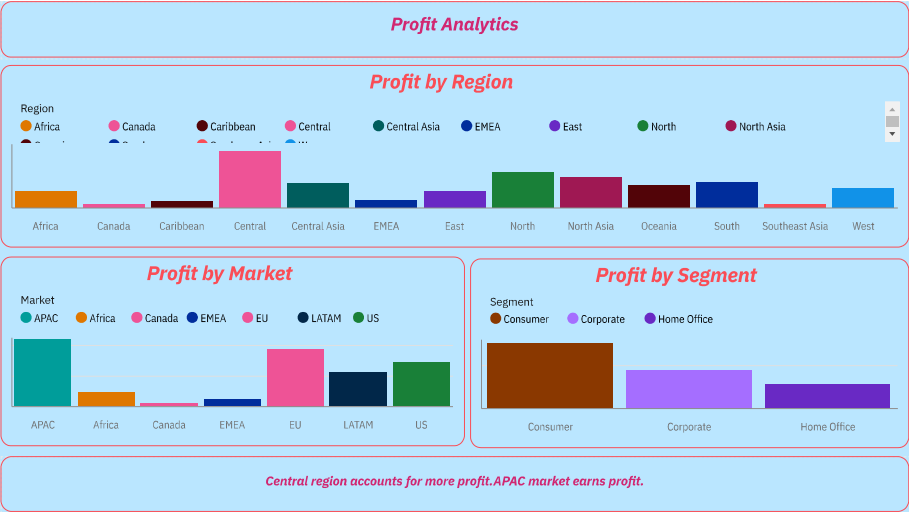 Profit Analytics
Profit by Region
Region
Africa Canada Caribbean Central Central Asia EMEA East North North Asia
Africa Canada Caribbean Central Central Asia EMEA East North North Asia Oceania South Southeast Asia West
Profit by Market
Market
APAC Africa Canada EMEA EU LATAM US
APAC Africa Canada EMEA EU LATAM US
Profit by Segment
Segment
Consumer Corporate Home Office
Consumer Corporate Home Office
Central region accounts for more profit.APAC market earns profit.